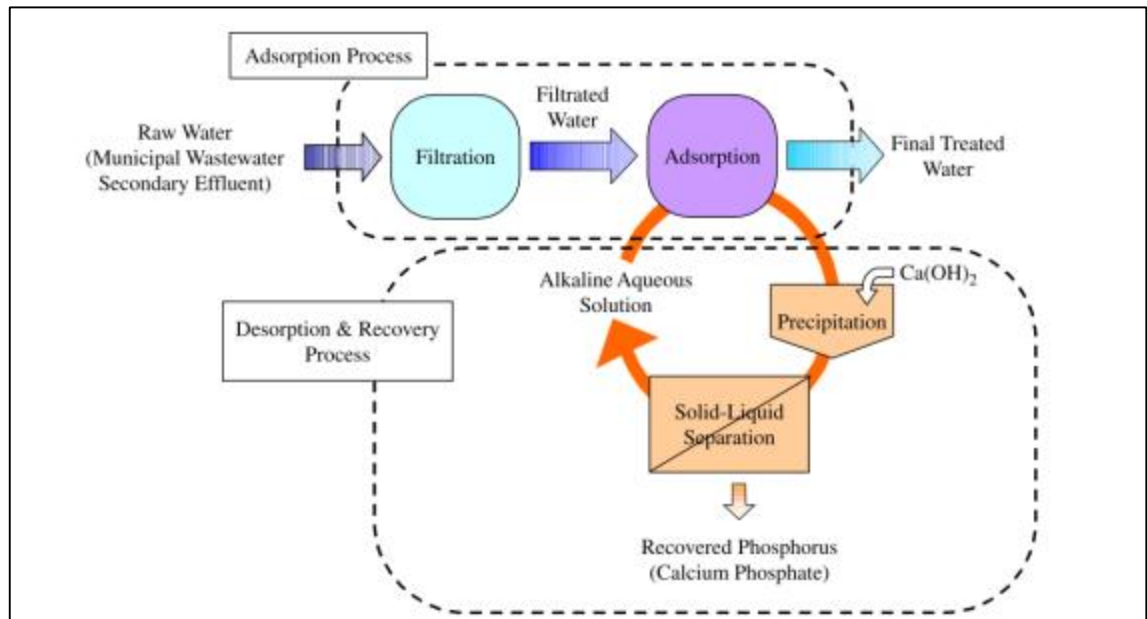 Adsorption Process
Raw Water
(Municipal Wastewater
Secondary Effluent)
Filtration
Filtrated
Water
Adsorption
Final Treated
Water
Alkaline Aqueous
Solution
Ca(OH)2
Precipitation
Desorption & Recovery
Process
Solid-Liquid
Separation
Recovered Phosphorus
(Calcium Phosphate)